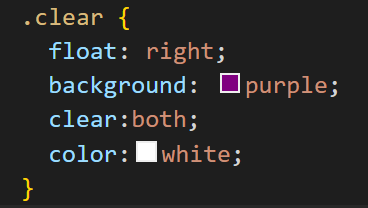 .clear {
  float: right;
  background: purple;
  clear:both;
  color:white;
}